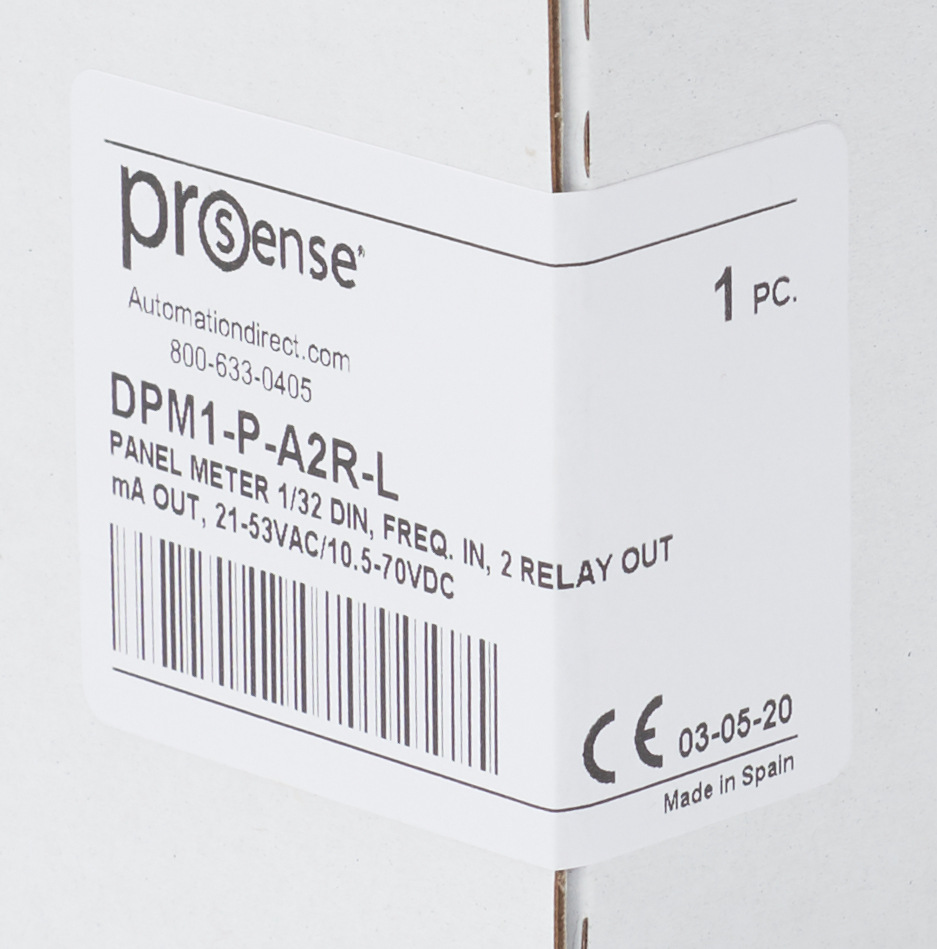 prosense®
1 PC.
Automationdirect.com
800-633-0405
DPM1-P-A2R-L
PANEL METER 1/32 DIN, FREQ. IN, 2 RELAY OUT
mA OUT, 21-53VAC/10.5-70VDC
CE 03-05-20
Made in Spain